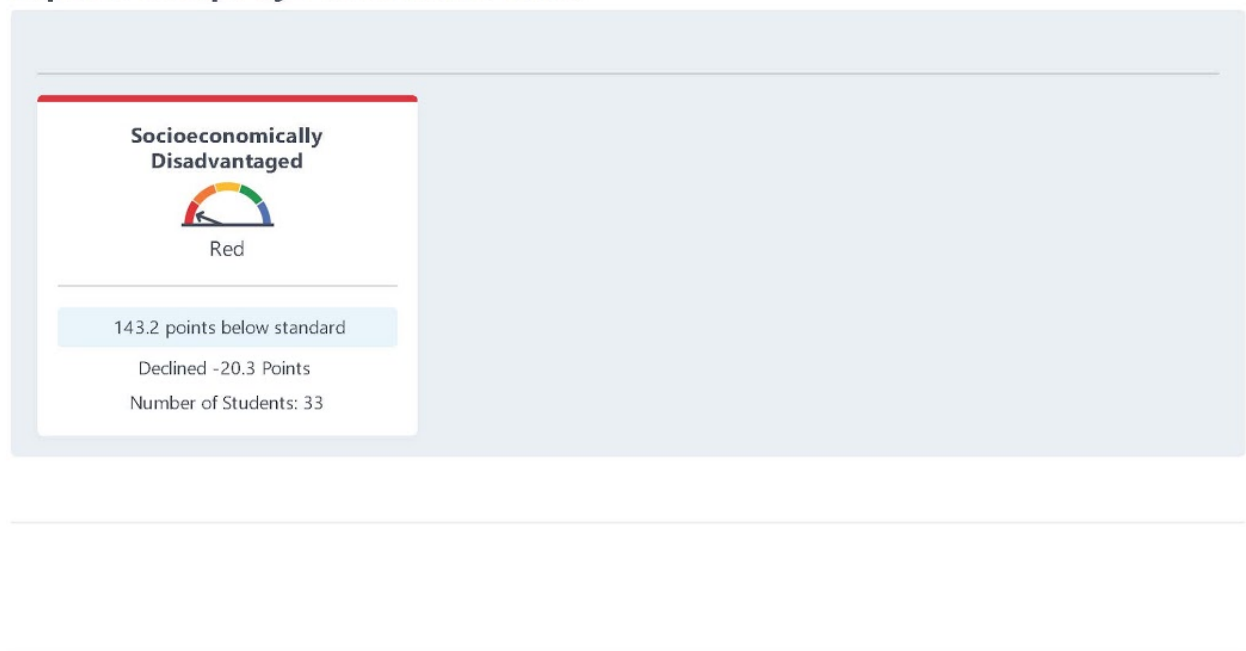 Socioeconomically
Disadvantaged
Red
143.2 points below standard
Declined -20.3 Points
Number of Students: 33